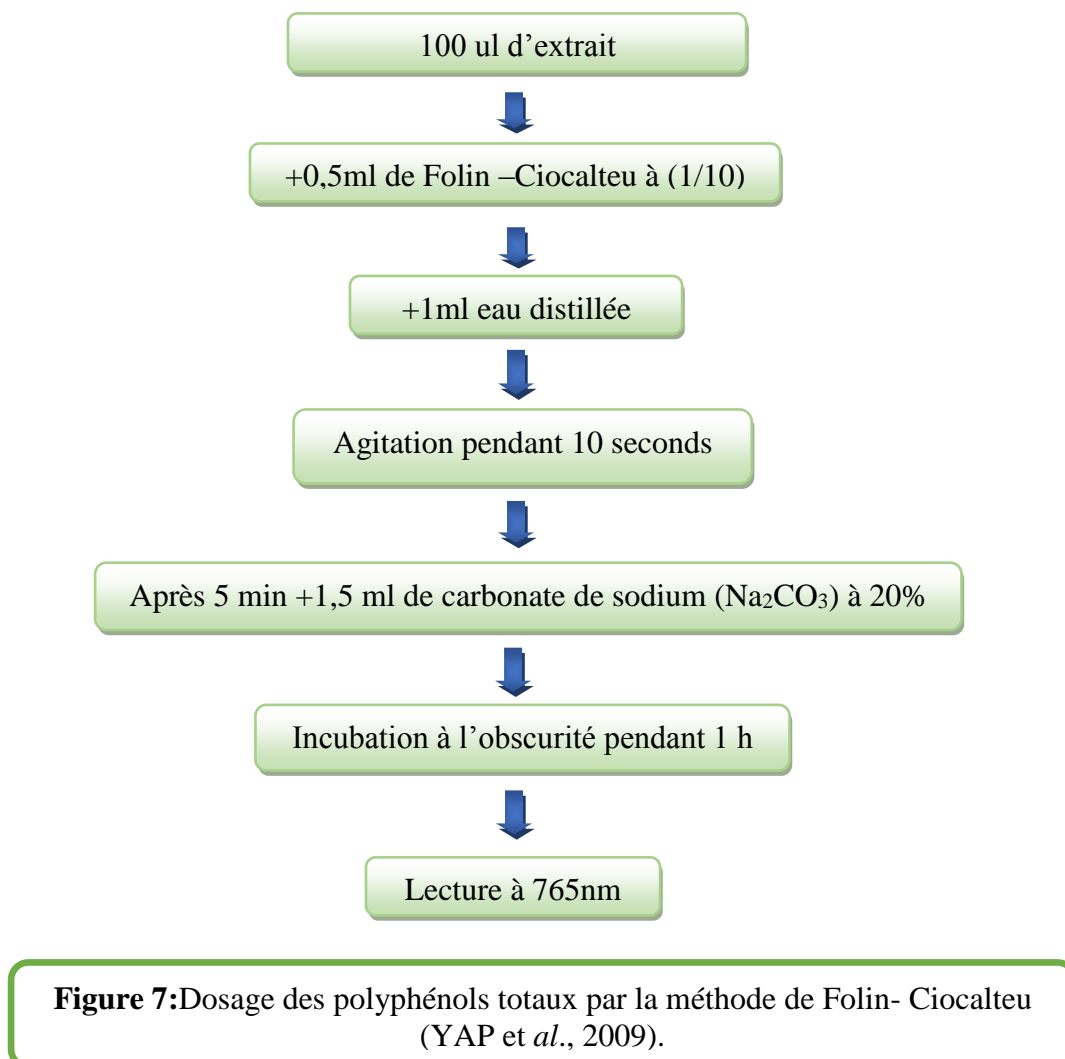 100 ul d’extrait
+0,5ml de Folin –Ciocalteu à (1/10)
+1ml eau distillée
Agitation pendant 10 seconds
Après 5 min +1,5 ml de carbonate de sodium (Na₂CO₃) à 20%
Incubation à l’obscurité pendant 1 h
Lecture à 765nm
Figure 7:Dosage des polyphénols totaux par la méthode de Folin- Ciocalteu
(YAP et al., 2009).